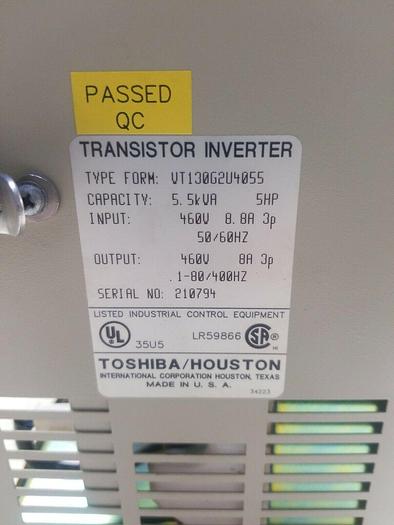 PASSED
QC
TRANSISTOR INVERTER
TYPE FORM: VT130G2U4055
CAPACITY: 5.5kVA 5HP
INPUT: 460V 8.8A 3p
50/60HZ
OUTPUT: 460V 8A 3p
.1-80/400HZ
SERIAL NO: 210794
LISTED INDUSTRIAL CONTROL EQUIPMENT
UL 35U5 LR59866 SA ®
TOSHIBA/HOUSTON
INTERNATIONAL CORPORATION HOUSTON, TEXAS
MADE IN U.S.A.
34223